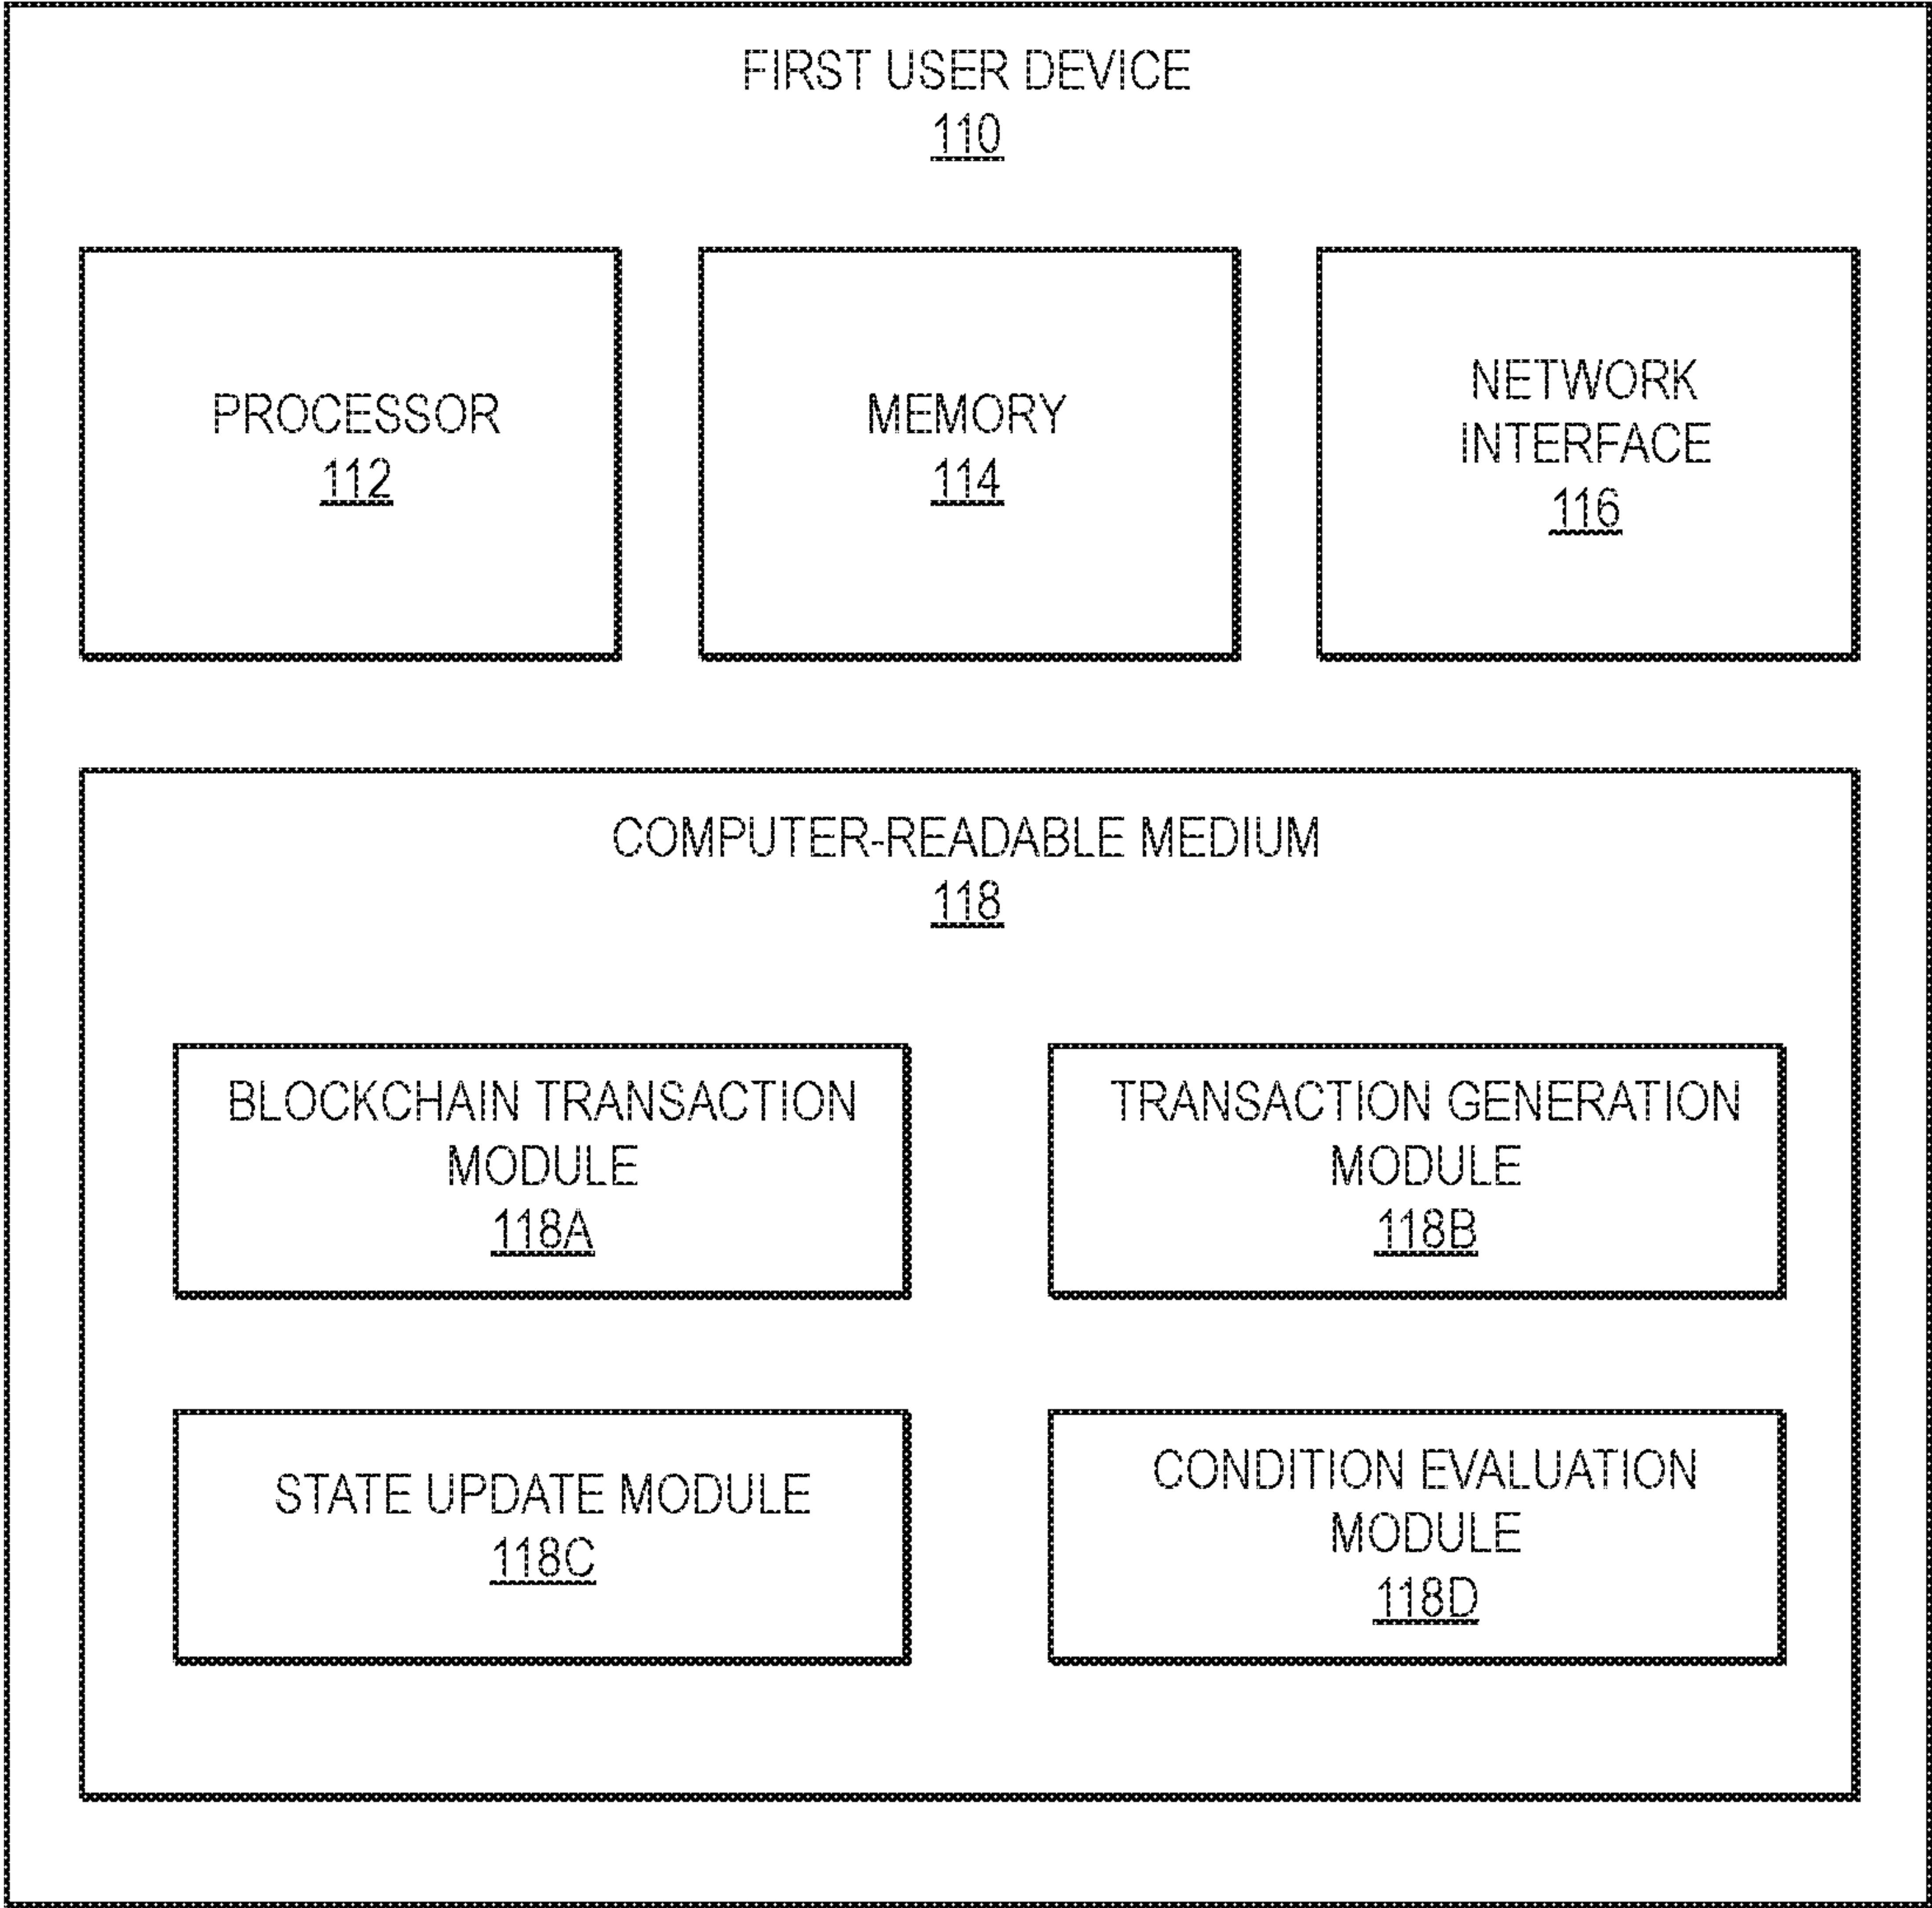 FIRST USER DEVICE
110
PROCESSOR
112
MEMORY
114
NETWORK
INTERFACE
116
COMPUTER-READABLE MEDIUM
118
BLOCKCHAIN TRANSACTION
MODULE
118A
TRANSACTION GENERATION
MODULE
118B
STATE UPDATE MODULE
118C
CONDITION EVALUATION
MODULE
118D